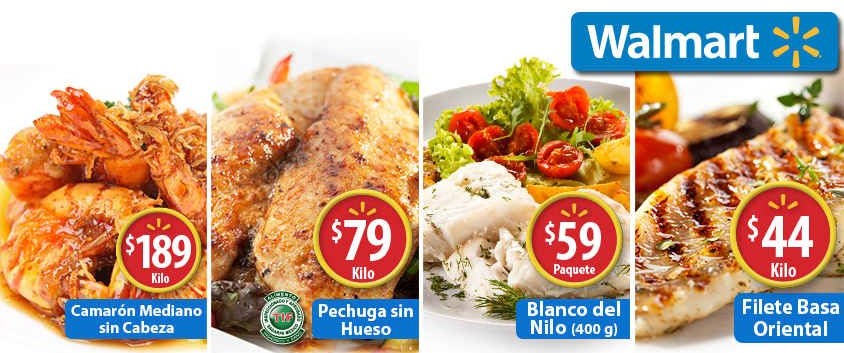 Walmart
$189
Kilo
Camarón Mediano
sin Cabeza
$79
Kilo
TIF
Pechuga sin
Hueso
$59
Paquete
Blanco del
Nilo (400 g)
$44
Kilo
Filete Basa
Oriental